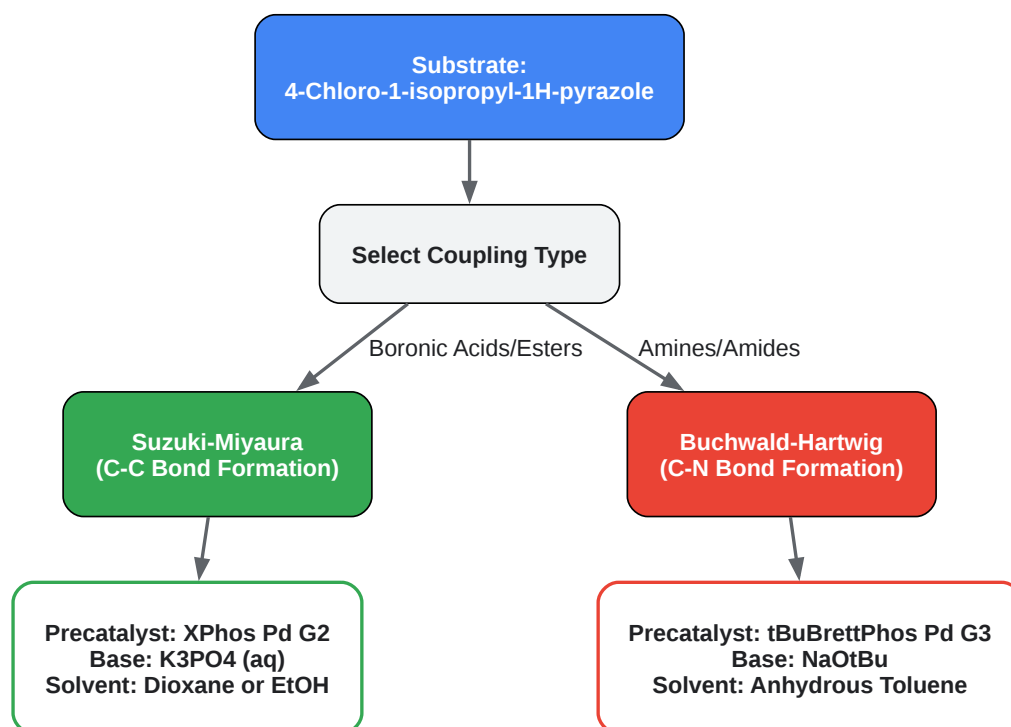 Substrate:
4-Chloro-1-isopropyl-1H-pyrazole
Select Coupling Type
Boronic Acids/Esters
Amines/Amides
Suzuki-Miyaura
(C-C Bond Formation)
Buchwald-Hartwig
(C-N Bond Formation)
Precatalyst: XPhos Pd G2
Base: K3PO4 (aq)
Solvent: Dioxane or EtOH
Precatalyst: tBuBrettPhos Pd G3
Base: NaOtBu
Solvent: Anhydrous Toluene